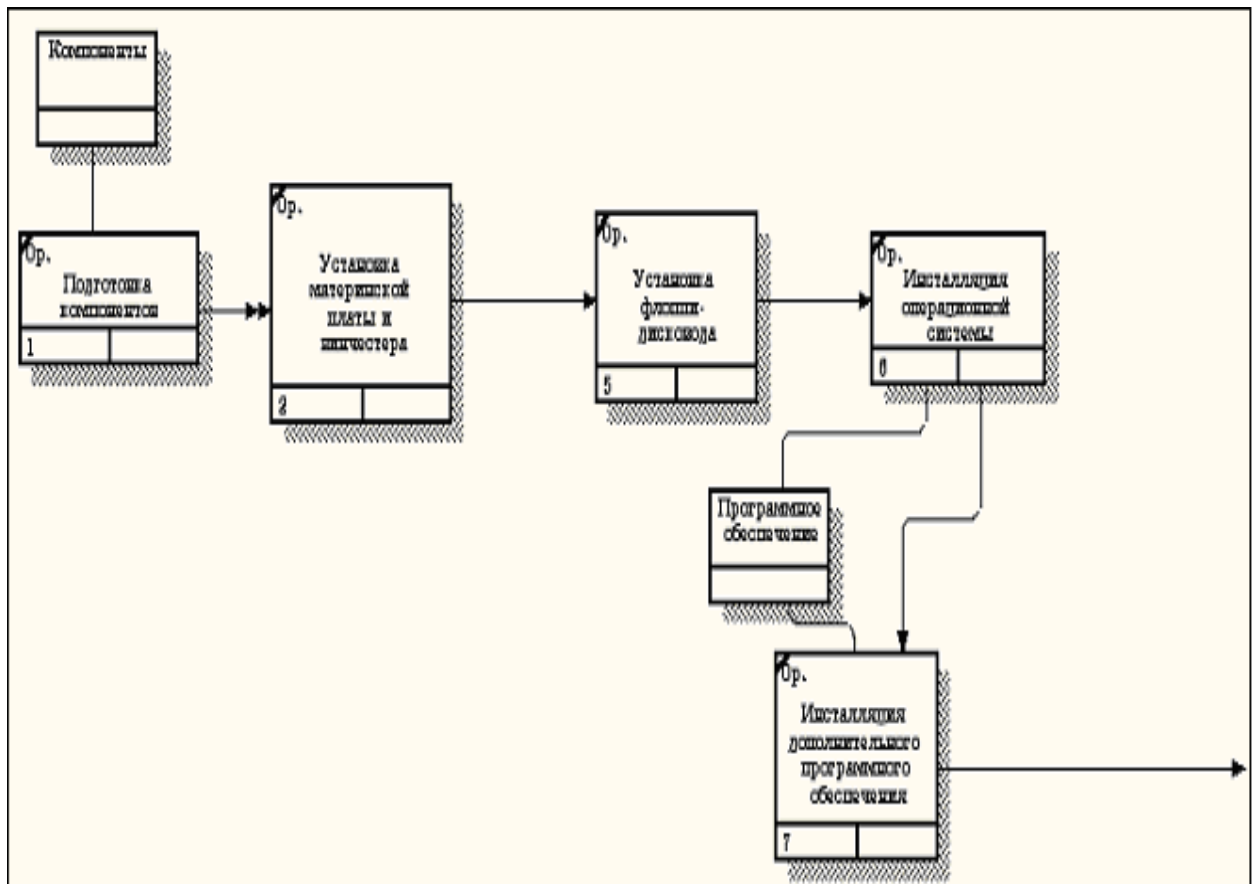 Компоненты
0р.
Подготовка
компонентов
1
0р.
Установка
материнской
платы и
винчестера
2
0р.
Установка
флоппи-
дисковода
5
0р.
Инсталляция
операционной
системы
6
Программное
обеспечение
0р.
Инсталляция
дополнительного
программного
обеспечения
7